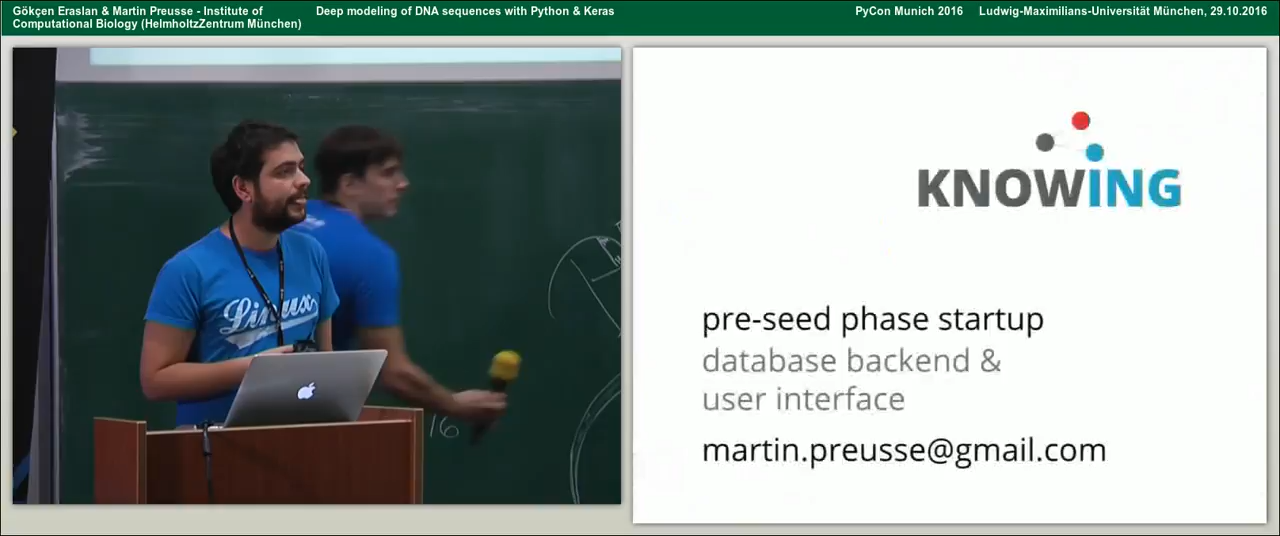 Gökçen Eraslan & Martin Preusse - Institute of
Computational Biology (HelmholtzZentrum München)
Deep modeling of DNA sequences with Python & Keras
PyCon Munich 2016
Ludwig-Maximilians-Universität München, 29.10.2016
Linux
16
KNOWING
pre-seed phase startup
database backend &
user interface
martin.preusse@gmail.com